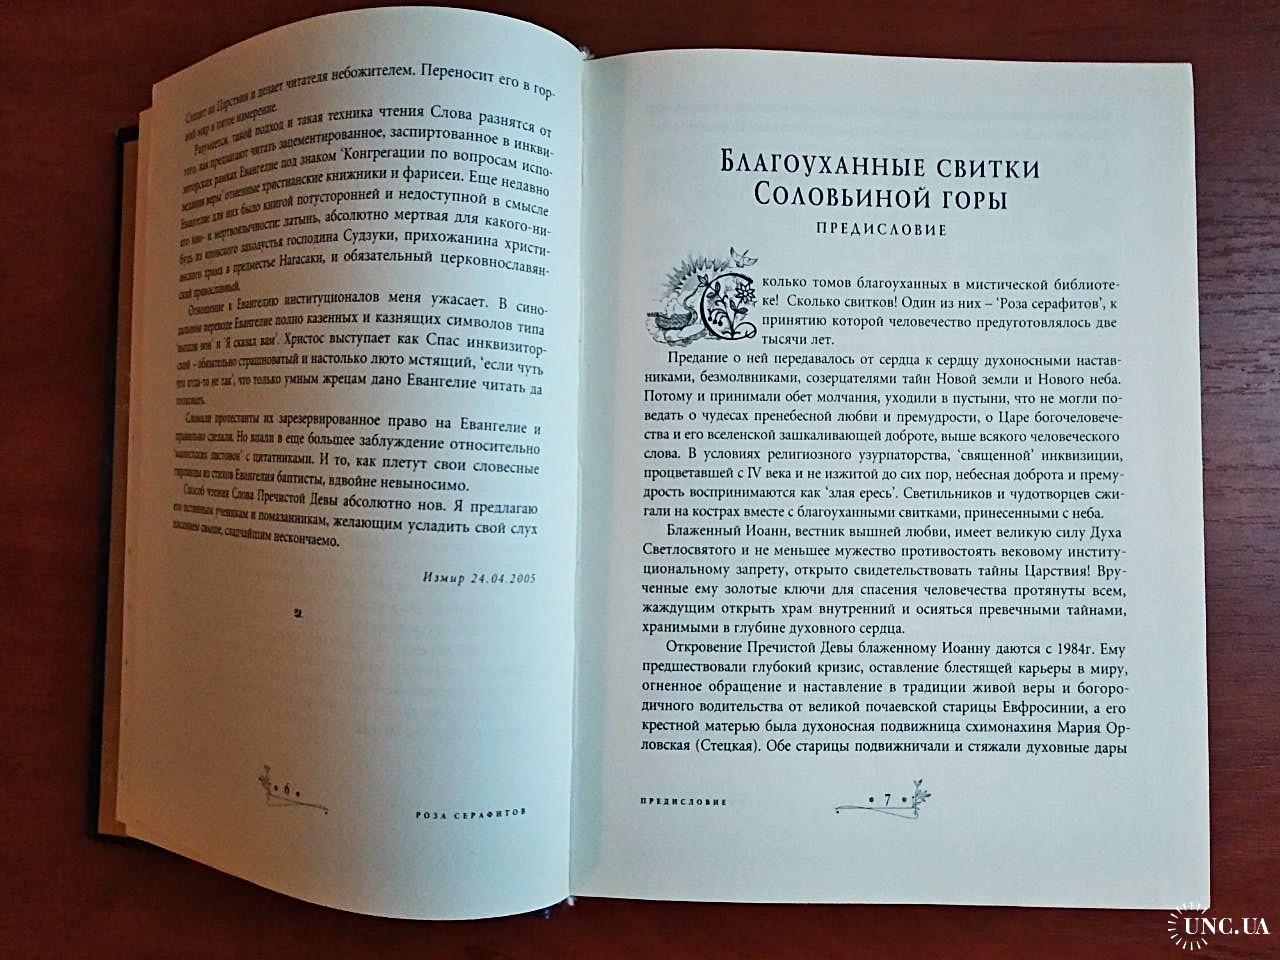 Сходит из Царствия и делает читателя небожителем. Переносит его в гор-
ний мир и пятое измерение.
Разумеется, такой подход и такая техника чтения Слова разнятся от
того, как предлагают читать зацементированное, заспиртованное в инкви-
зиторских рамках Евангелие под знаком ‘Конгрегации по вопросам испо-
ведания веры’ отменные христианские книжники и фарисеи. Еще недавно
Евангелие для них было книгой потусторонней и недоступной в смысле
его и мертвоязычности: латынь, абсолютно мертвая для какого-ни-
будь из японского захолустья господина Судзуки, прихожанина христи-
анского храма в предместье Нагасаки, и обязательный церковнославян-
ский православный.
Отношение к Евангелию институционалов меня ужасает. В сино-
дальном переводе Евангелие полно казенных и казнящих символов типа
‘вышли вон’ и ‘Я сказал вам’. Христос выступает как Спас инквизитор-
ский – обязательно страшноватый и настолько люто мстящий, ‘если чуть
что куда-то не так’, что только умным жрецам дано Евангелие читать да
толковать.
Сломали протестанты их зарезервированное право на Евангелие и
правильно сделали. Но впали в еще большее заблуждение относительно
листовок’ с цитатниками. И то, как плетут свои словесные
гирлянды из стихов Евангелия баптисты, вдвойне невыносимо.
Способ чтения Слова Пречистой Девы абсолютно нов. Я предлагаю
его истинным ученикам и помазанникам, желающим усладить свой слух
писанием свыше, сладчайшим нескончаемо.
Измир 24.04.2005
6
РОЗА СЕРАФИТОВ
БЛАГОУХАННЫЕ СВИТКИ
СОЛОВЬИНОЙ ГОРЫ
ПРЕДИСЛОВИЕ
Сколько томов благоуханных в мистической библиоте-
ке! Сколько свитков! Один из них – ‘Роза серафитов’, к
принятию которой человечество предуготовлялось две
тысячи лет.
Предание о ней передавалось от сердца к сердцу духоносными настав-
никами, безмолвниками, созерцателями тайн Новой земли и Нового неба.
Потому и принимали обет молчания, уходили в пустыни, что не могли по-
ведать о чудесах пренебесной любви и премудрости, о Царе богочеловече-
ства и его вселенской зашкаливающей доброте, выше всякого человеческого
слова. В условиях религиозного узурпаторства, ‘священной’ инквизиции,
процветавшей с IV века и не изжитой до сих пор, небесная доброта и прему-
дрость воспринимаются как ‘злая ересь’. Светильников и чудотворцев сжи-
гали на кострах вместе с благоуханными свитками, принесенными с неба.
Блаженный Иоанн, вестник вышней любви, имеет великую силу Духа
Светлосвятого и не меньшее мужество противостоять вековому институ-
циональному запрету, открыто свидетельствовать тайны Царствия! Вру-
ченные ему золотые ключи для спасения человечества протянуты всем,
жаждущим открыть храм внутренний и осияться превечными тайнами,
хранимыми в глубине духовного сердца.
Откровение Пречистой Девы блаженному Иоанну даются с 1984г. Ему
предшествовали глубокий кризис, оставление блестящей карьеры в миру,
огненное обращение и наставление в традиции живой веры и богоро-
дичного водительства от великой почаевской старицы Евфросинии, а его
крестной матерью была духоносная подвижница схимонахиня Мария Ор-
ловская (Стецкая). Обе старицы подвижничали и стяжали духовные дары
ПРЕДИСЛОВИЕ
7
UNC.UA